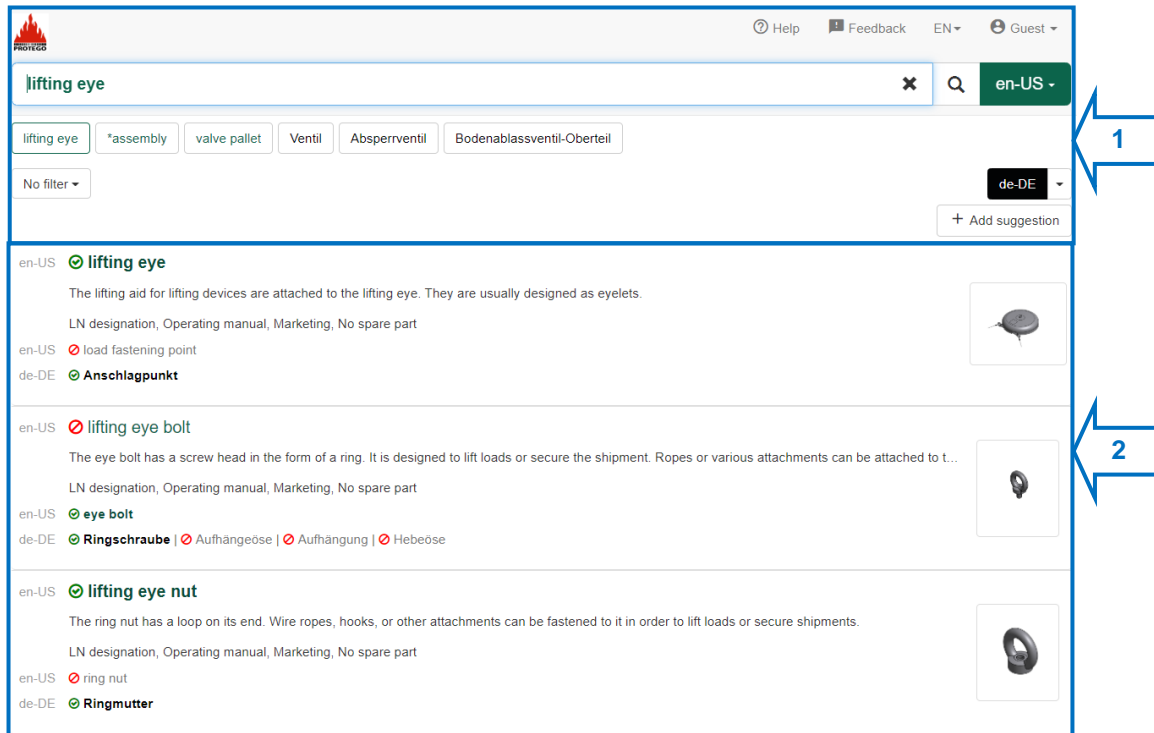 PROTEGO
Help Feedback EN Guest
lifting eye en-US
lifting eye *assembly valve pallet Ventil Absperrventil Bodenablassventil-Oberteil
1
No filter de-DE
+ Add suggestion
en-US lifting eye
The lifting aid for lifting devices are attached to the lifting eye. They are usually designed as eyelets.
LN designation, Operating manual, Marketing, No spare part
en-US load fastening point
de-DE Anschlagpunkt
en-US lifting eye bolt
2
The eye bolt has a screw head in the form of a ring. It is designed to lift loads or secure the shipment. Ropes or various attachments can be attached to t…
LN designation, Operating manual, Marketing, No spare part
en-US eye bolt
de-DE Ringschraube | Aufhängeöse | Aufhängung | Hebeöse
en-US lifting eye nut
The ring nut has a loop on its end. Wire ropes, hooks, or other attachments can be fastened to it in order to lift loads or secure shipments.
LN designation, Operating manual, Marketing, No spare part
en-US ring nut
de-DE Ringmutter